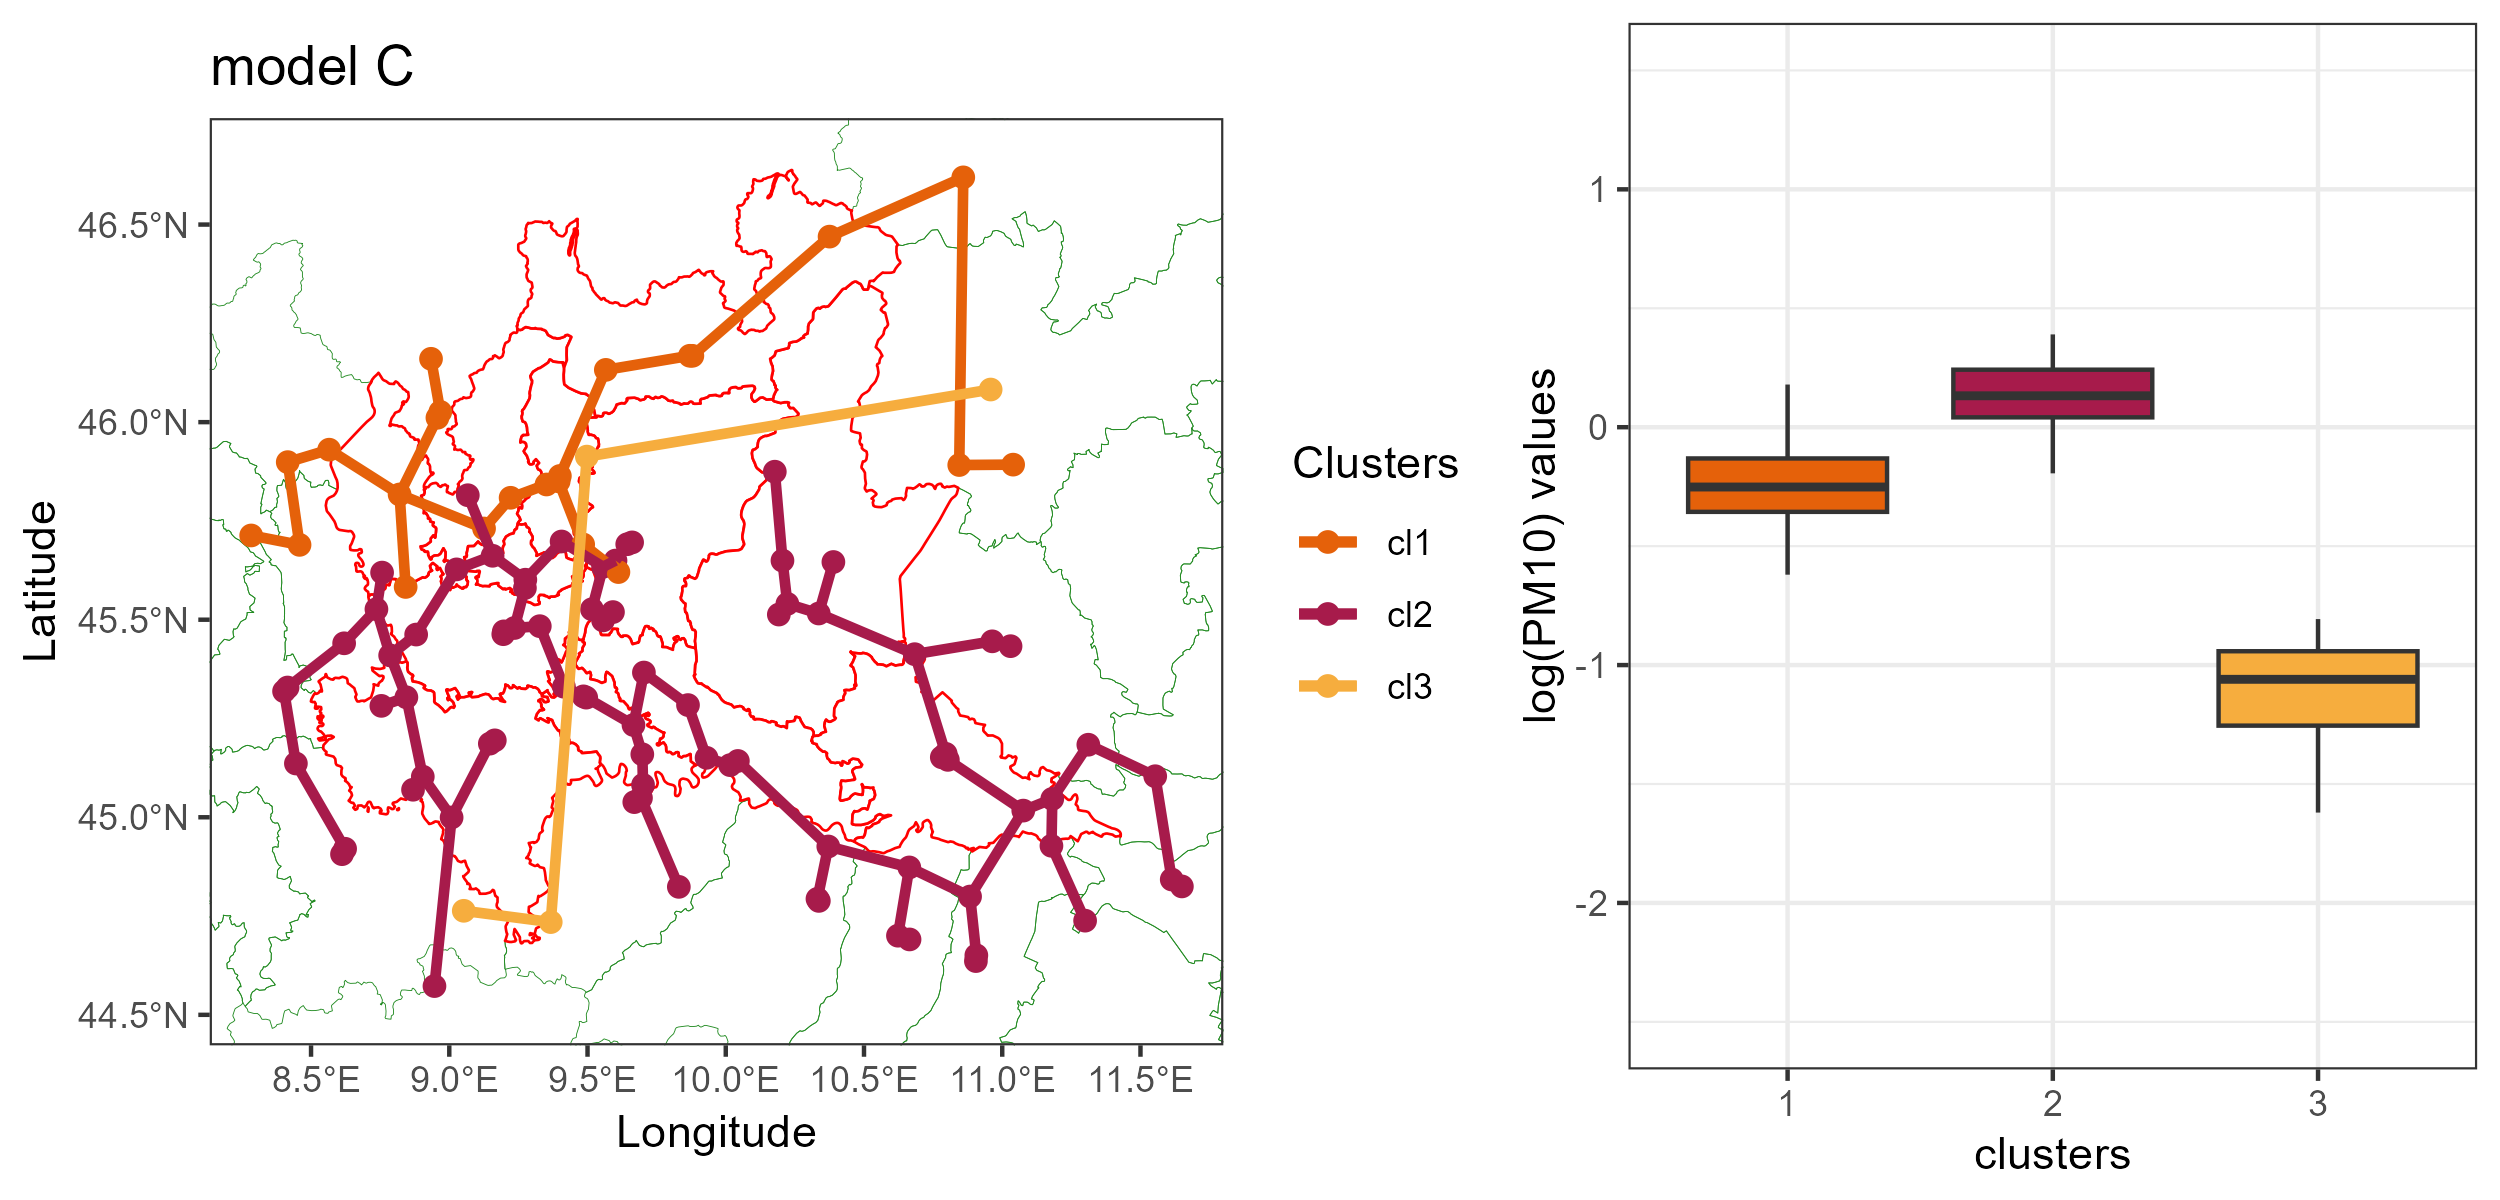 model C
46.5°N
46.0°N
45.5°N
45.0°N
44.5°N
Latitude
8.5°E 9.0°E 9.5°E 10.0°E 10.5°E 11.0°E 11.5°E
Longitude
Clusters
cl1
cl2
cl3
1
0
-1
-2
log(PM10) values
1 2 3
clusters